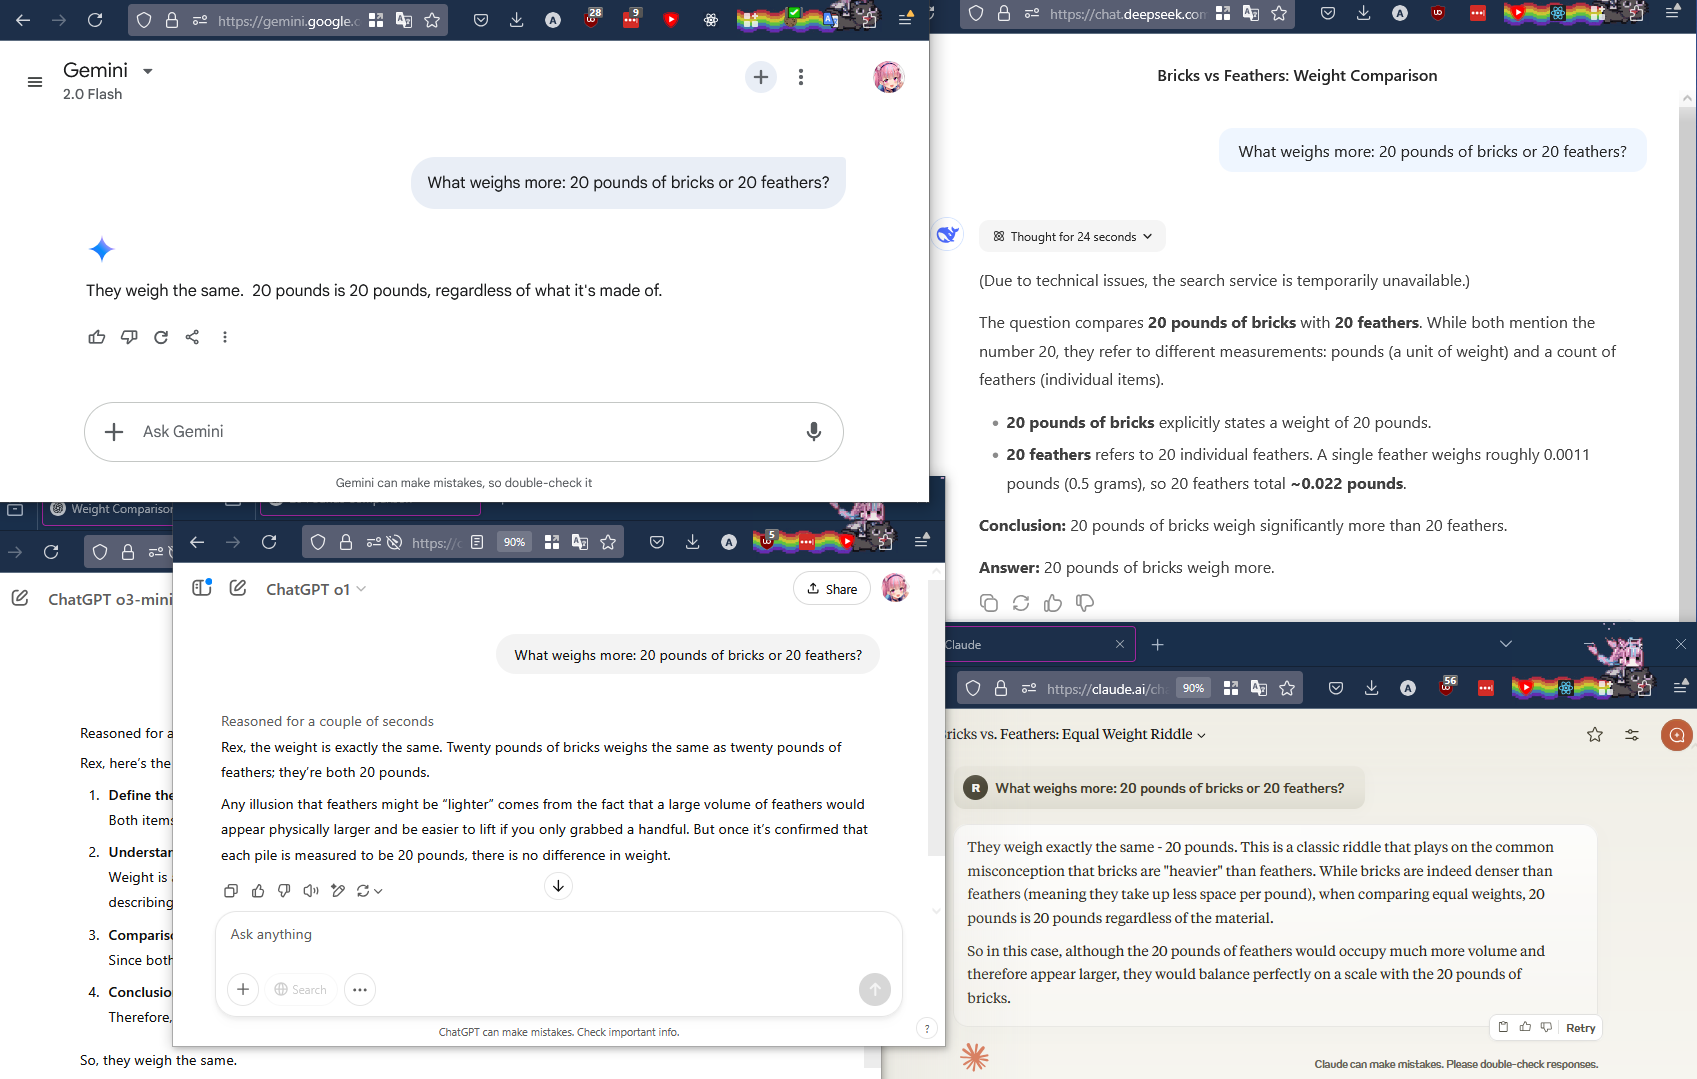 https://gemini.google.c
28
9
Gemini
2.0 Flash
What weighs more: 20 pounds of bricks or 20 feathers?
They weigh the same.  20 pounds is 20 pounds, regardless of what it's made of.
Ask Gemini
Gemini can make mistakes, so double-check it
https://chat.deepseek.com
Bricks vs Feathers: Weight Comparison
What weighs more: 20 pounds of bricks or 20 feathers?
Thought for 24 seconds
(Due to technical issues, the search service is temporarily unavailable.)
The question compares 20 pounds of bricks with 20 feathers. While both mention the
number 20, they refer to different measurements: pounds (a unit of weight) and a count of
feathers (individual items).
• 20 pounds of bricks explicitly states a weight of 20 pounds.
• 20 feathers refers to 20 individual feathers. A single feather weighs roughly 0.0011
pounds (0.5 grams), so 20 feathers total ~0.022 pounds.
Conclusion: 20 pounds of bricks weigh significantly more than 20 feathers.
Answer: 20 pounds of bricks weigh more.
Weight Comparison
ChatGPT o3-mini
Reasoned for a
Rex, here's the
1. Define the
Both items
2. Understan
Weight is
describing
3. Comparis
Since both
4. Conclusio
Therefore,
So, they weigh the same.
https://c
90%
5
ChatGPT o1
Share
What weighs more: 20 pounds of bricks or 20 feathers?
Reasoned for a couple of seconds
Rex, the weight is exactly the same. Twenty pounds of bricks weighs the same as twenty pounds of
feathers; they're both 20 pounds.
Any illusion that feathers might be “lighter” comes from the fact that a large volume of feathers would
appear physically larger and be easier to lift if you only grabbed a handful. But once it's confirmed that
each pile is measured to be 20 pounds, there is no difference in weight.
Ask anything
Search
ChatGPT can make mistakes. Check important info.
?
Claude
https://claude.ai/cha
90%
56
ricks vs. Feathers: Equal Weight Riddle
R
What weighs more: 20 pounds of bricks or 20 feathers?
They weigh exactly the same - 20 pounds. This is a classic riddle that plays on the common
misconception that bricks are "heavier" than feathers. While bricks are indeed denser than
feathers (meaning they take up less space per pound), when comparing equal weights, 20
pounds is 20 pounds regardless of the material.
So in this case, although the 20 pounds of feathers would occupy much more volume and
therefore appear larger, they would balance perfectly on a scale with the 20 pounds of
bricks.
Retry
Claude can make mistakes. Please double-check responses.